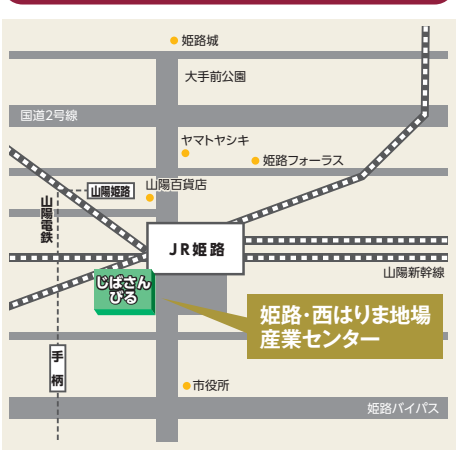 姫路城
大手前公園
国道2号線
ヤマトヤシキ
姫路フォーラス
山陽姫路
山陽百貨店
山陽電鉄
JR姫路
山陽新幹線
じばさん
びる
姫路・西はりま地場
産業センター
手柄
市役所
姫路バイパス